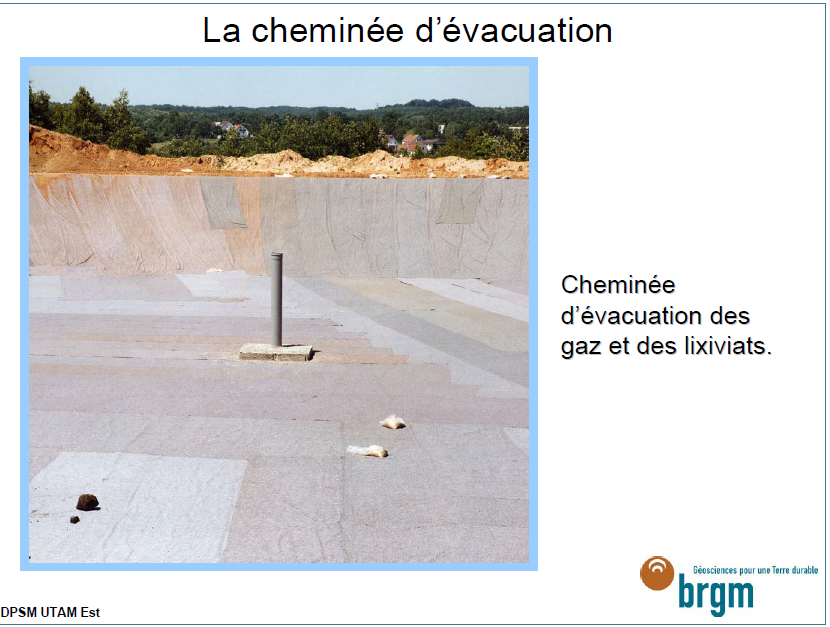 La cheminée d’évacuation
Cheminée
d’évacuation des
gaz et des lixiviats.
Géosciences pour une Terre durable
brgm
DPSM UTAM Est